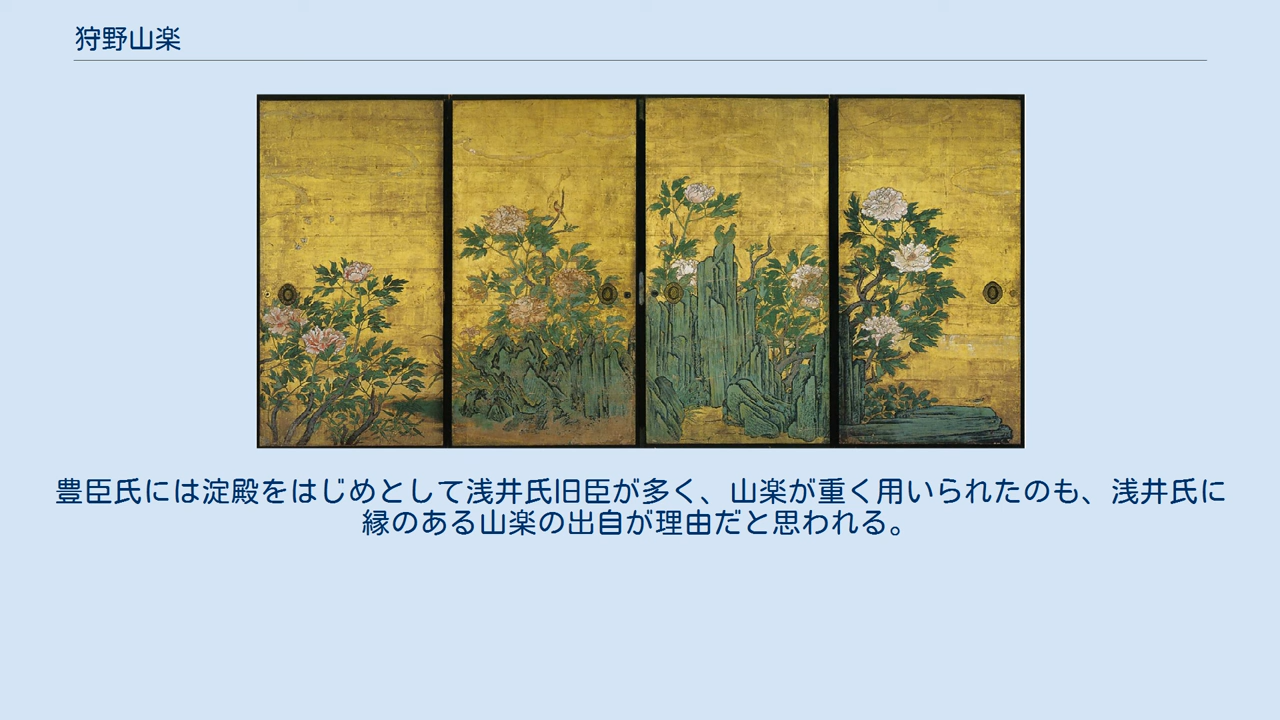 狩野山楽
豊臣氏には淀殿をはじめとして浅井氏旧臣が多く、山楽が重く用いられたのも、浅井氏に
縁のある山楽の出自が理由だと思われる。